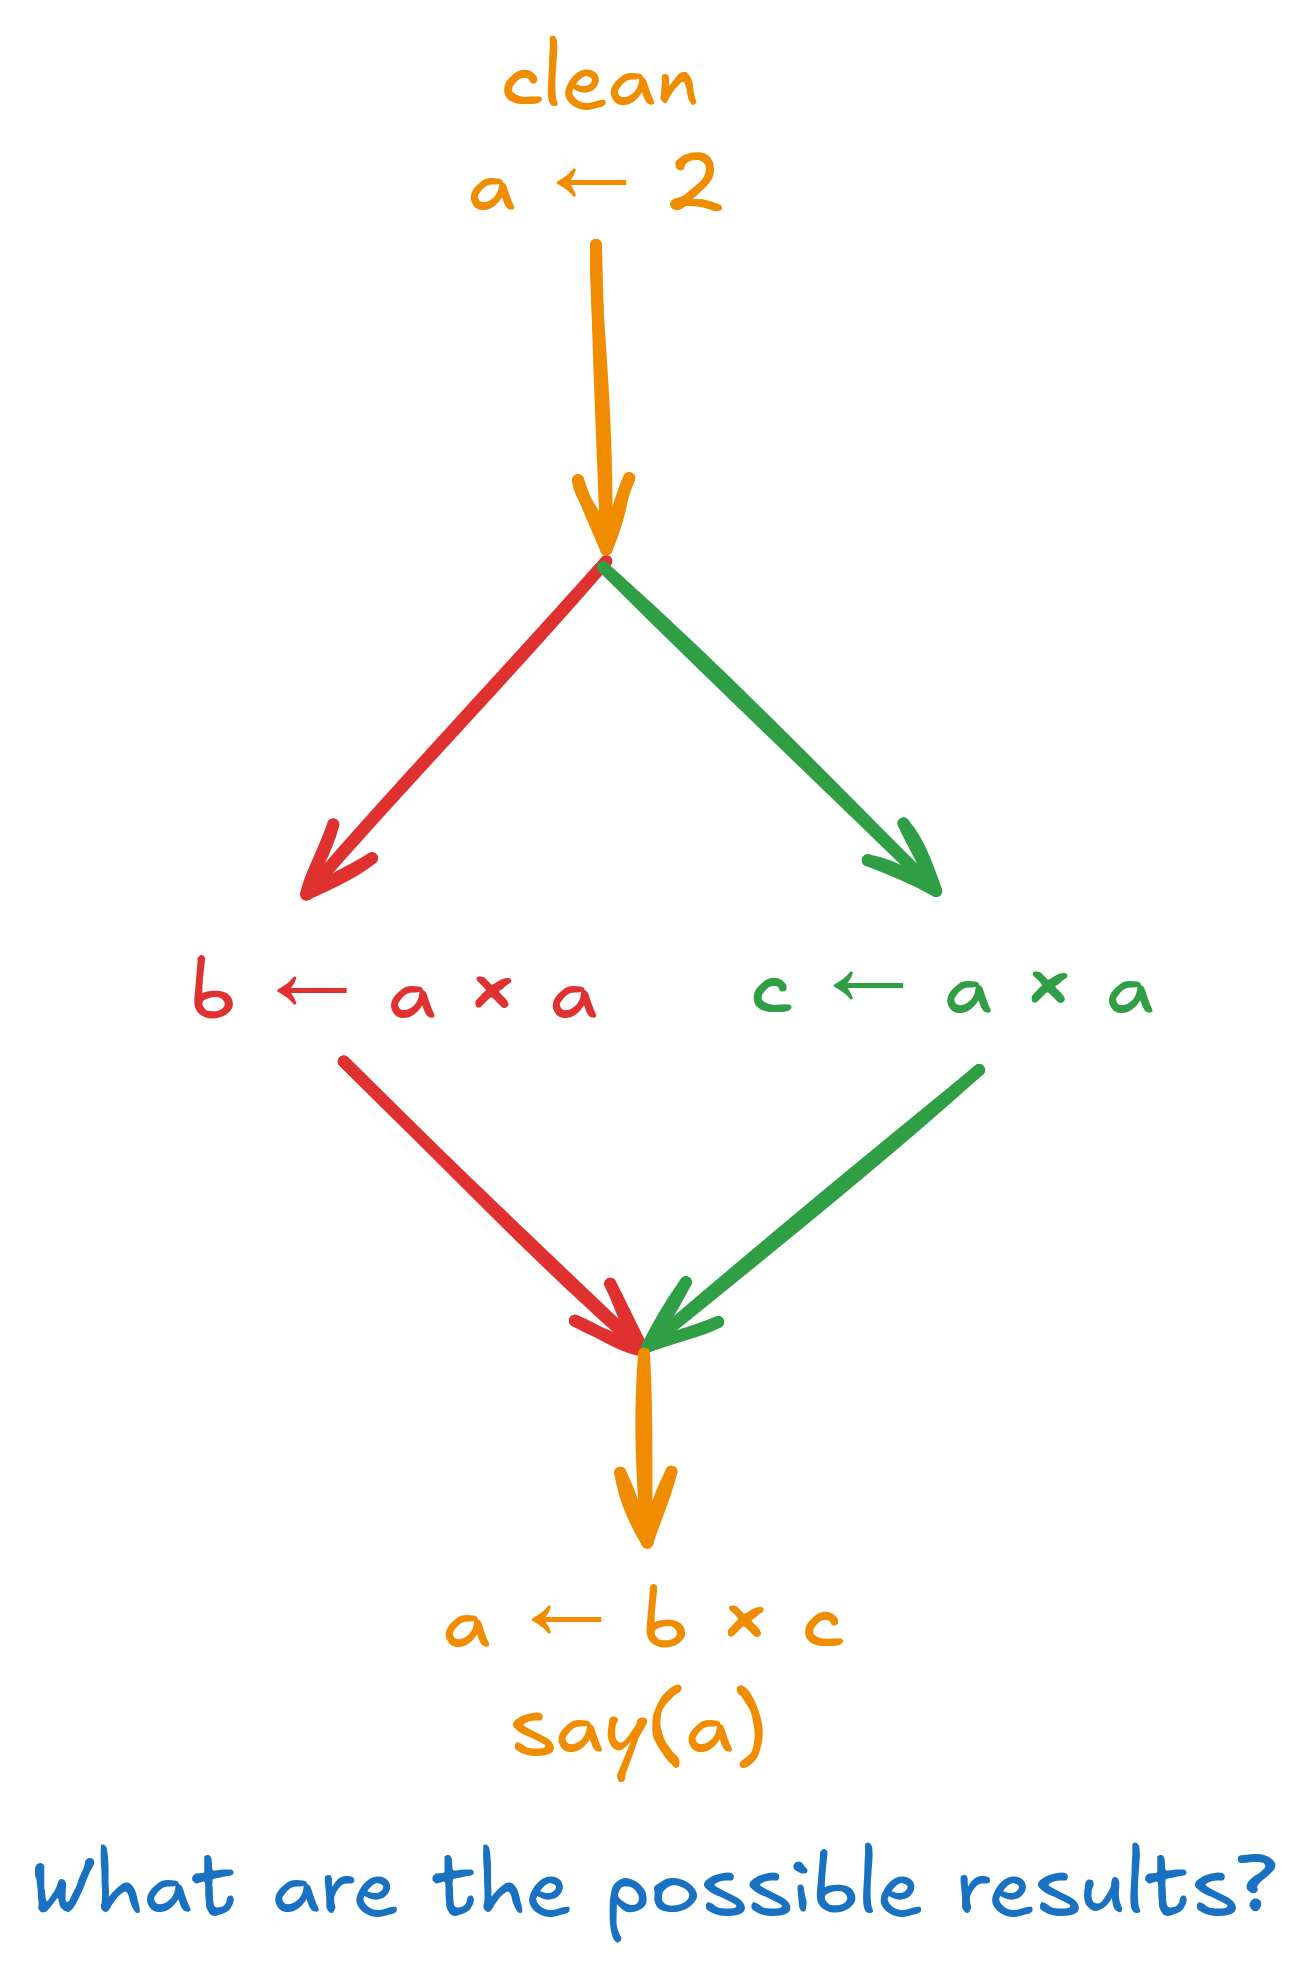 clean
a ← 2
b ← a × a
c ← a × a
a ← b × c
say(a)
What are the possible results?